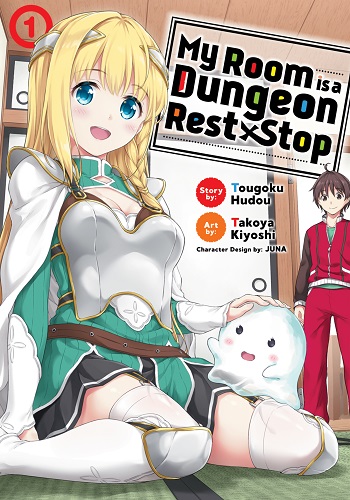 1
My Room is a
Dungeon
Rest×Stop
Story by: Tougoku Hudou
Art by: Takoya Kiyoshi
Character Design by: JUNA